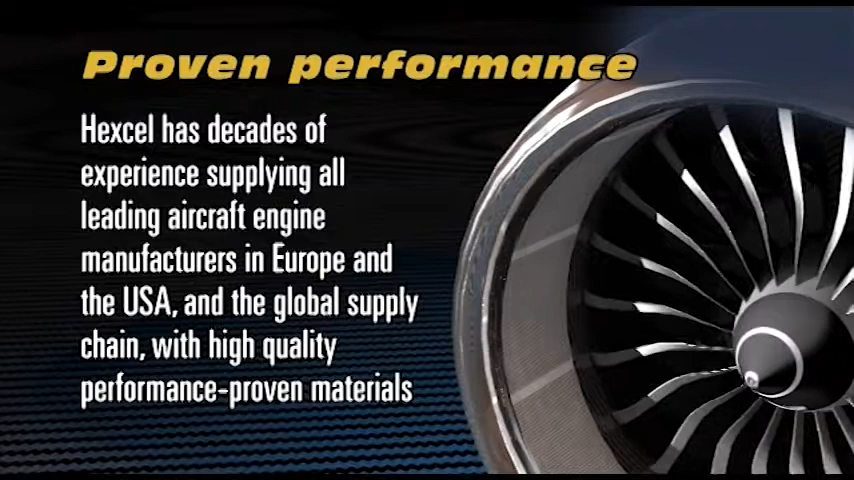 Proven performance
Hexcel has decades of
experience supplying all
leading aircraft engine
manufacturers in Europe and
the USA, and the global supply
chain, with high quality
performance-proven materials